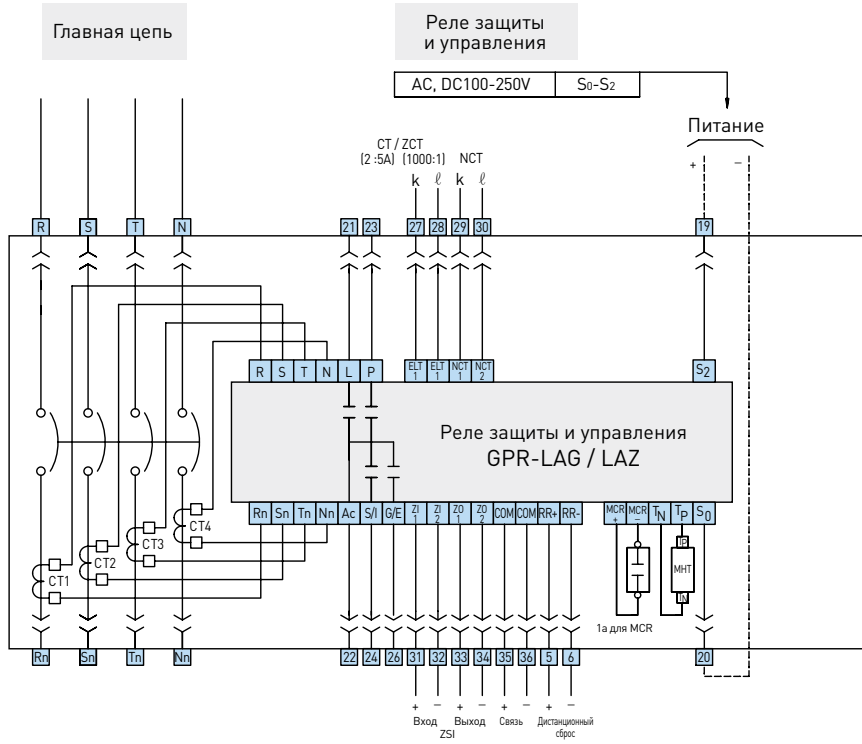 Главная цепь
Реле защиты
и управления
AC, DC100-250V S0-S2
Питание
+ −
CT / ZCT
(2 :5A) (1000:1) NCT
k ℓ k ℓ
R S T N 21 23 27 28 29 30 19
R S T N L P ELT 1 ELT 1 NCT 1 NCT 2 S2
Реле защиты и управления
GPR-LAG / LAZ
Rn Sn Tn Nn Ac S/I G/E ZI 1 ZI 2 ZO 1 ZO 2 COM COM RR+ RR- MCR + MCR − TN TP S0
CT4
CT3
CT2
CT1
TP
МНТ
TN
1a для MCR
Rn Sn Tn Nn 22 24 26 31 32 33 34 35 36 5 6 20
+ − + − + − + −
Вход Выход Связь Дистанционный
ZSI сброс